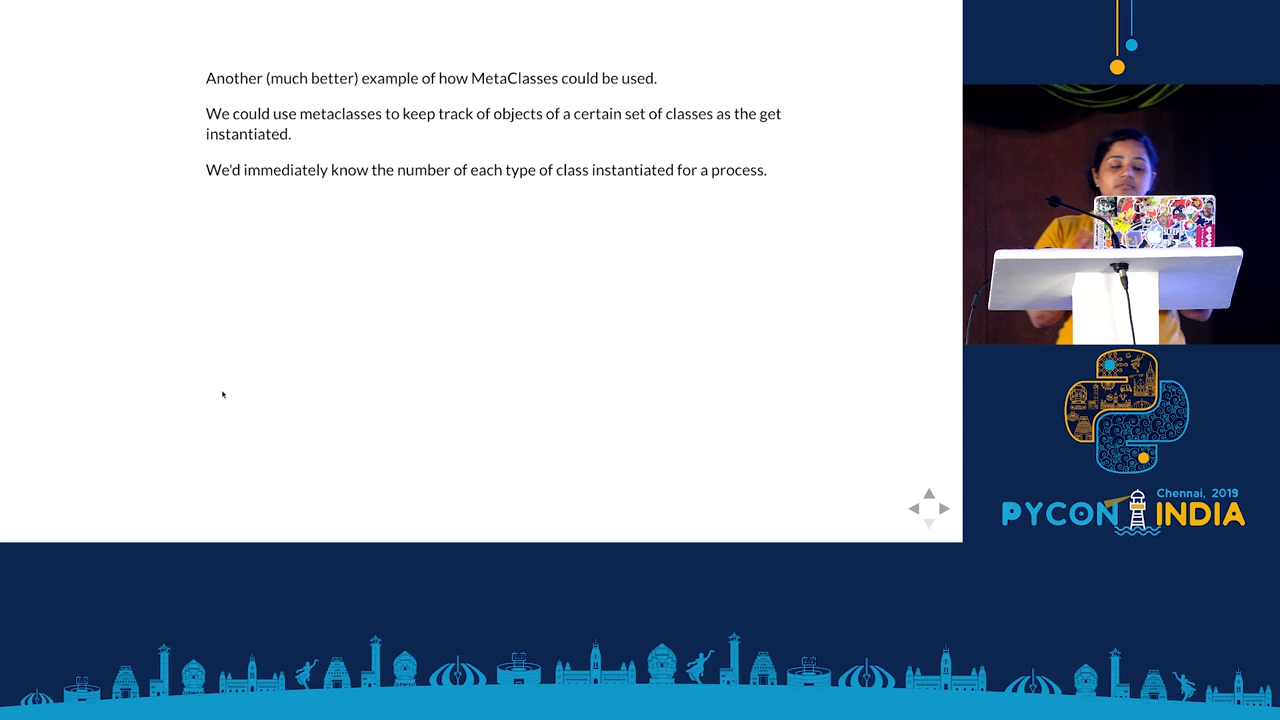 Another (much better) example of how MetaClasses could be used.
We could use metaclasses to keep track of objects of a certain set of classes as the get
instantiated.
We'd immediately know the number of each type of class instantiated for a process.
Chennai, 2019
PYCON INDIA